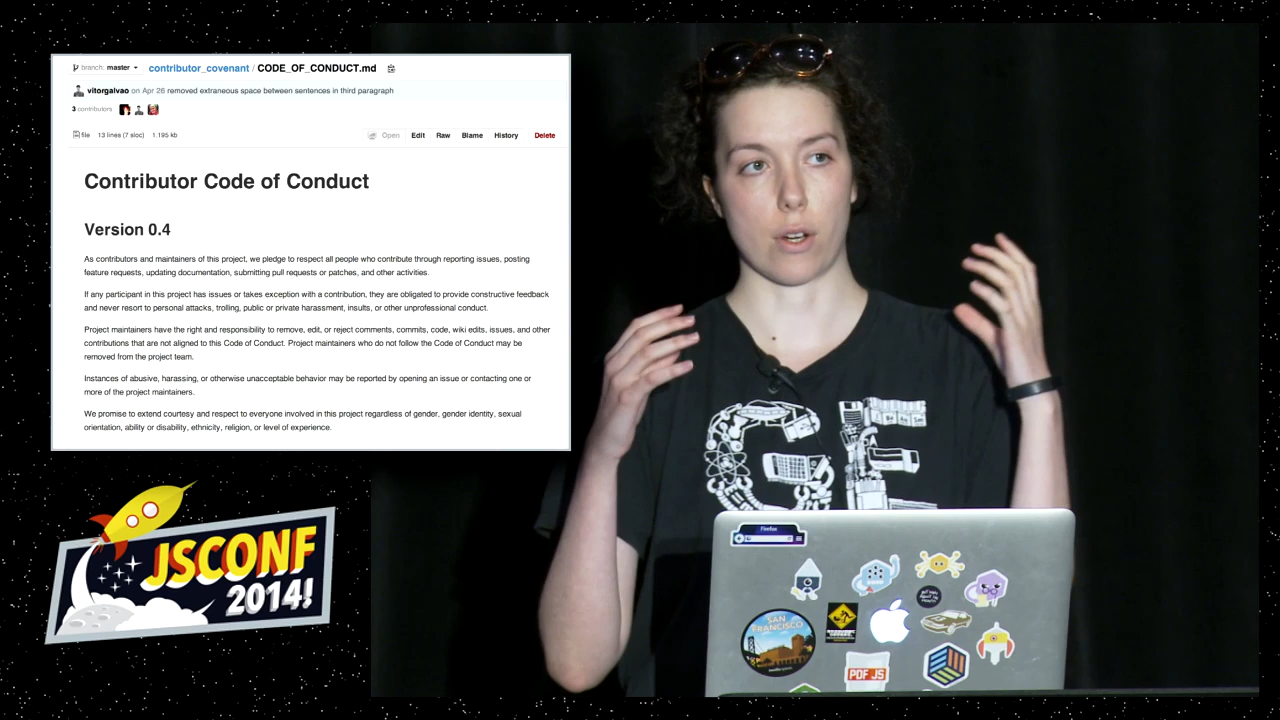 branch: master
contributor_covenant / CODE_OF_CONDUCT.md
vitorgalvao on Apr 26 removed extraneous space between sentences in third paragraph
3 contributors
file 13 lines (7 sloc) 1.195 kb
Open Edit Raw Blame History Delete
Contributor Code of Conduct
Version 0.4
As contributors and maintainers of this project, we pledge to respect all people who contribute through reporting issues, posting
feature requests, updating documentation, submitting pull requests or patches, and other activities.
If any participant in this project has issues or takes exception with a contribution, they are obligated to provide constructive feedback
and never resort to personal attacks, trolling, public or private harassment, insults, or other unprofessional conduct.
Project maintainers have the right and responsibility to remove, edit, or reject comments, commits, code, wiki edits, issues, and other
contributions that are not aligned to this Code of Conduct. Project maintainers who do not follow the Code of Conduct may be
removed from the project team.
Instances of abusive, harassing, or otherwise unacceptable behavior may be reported by opening an issue or contacting one or
more of the project maintainers.
We promise to extend courtesy and respect to everyone involved in this project regardless of gender, gender identity, sexual
orientation, ability or disability, ethnicity, religion, or level of experience.
JSCONF
2014!
GE
Firefox
SAN
FRANCISCO
PDF JS